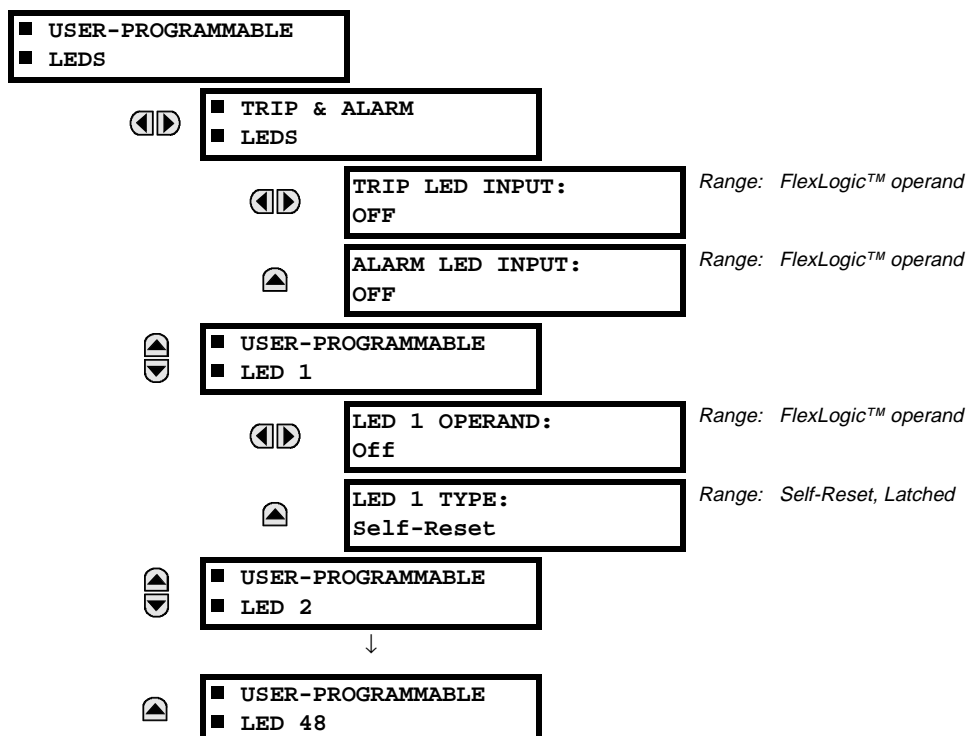 ■ USER-PROGRAMMABLE
■ LEDS
■ TRIP & ALARM
■ LEDS
TRIP LED INPUT:
OFF
Range: FlexLogic™ operand
ALARM LED INPUT:
OFF
Range: FlexLogic™ operand
■ USER-PROGRAMMABLE
■ LED 1
LED 1 OPERAND:
Off
Range: FlexLogic™ operand
LED 1 TYPE:
Self-Reset
Range: Self-Reset, Latched
■ USER-PROGRAMMABLE
■ LED 2
↓
■ USER-PROGRAMMABLE
■ LED 48